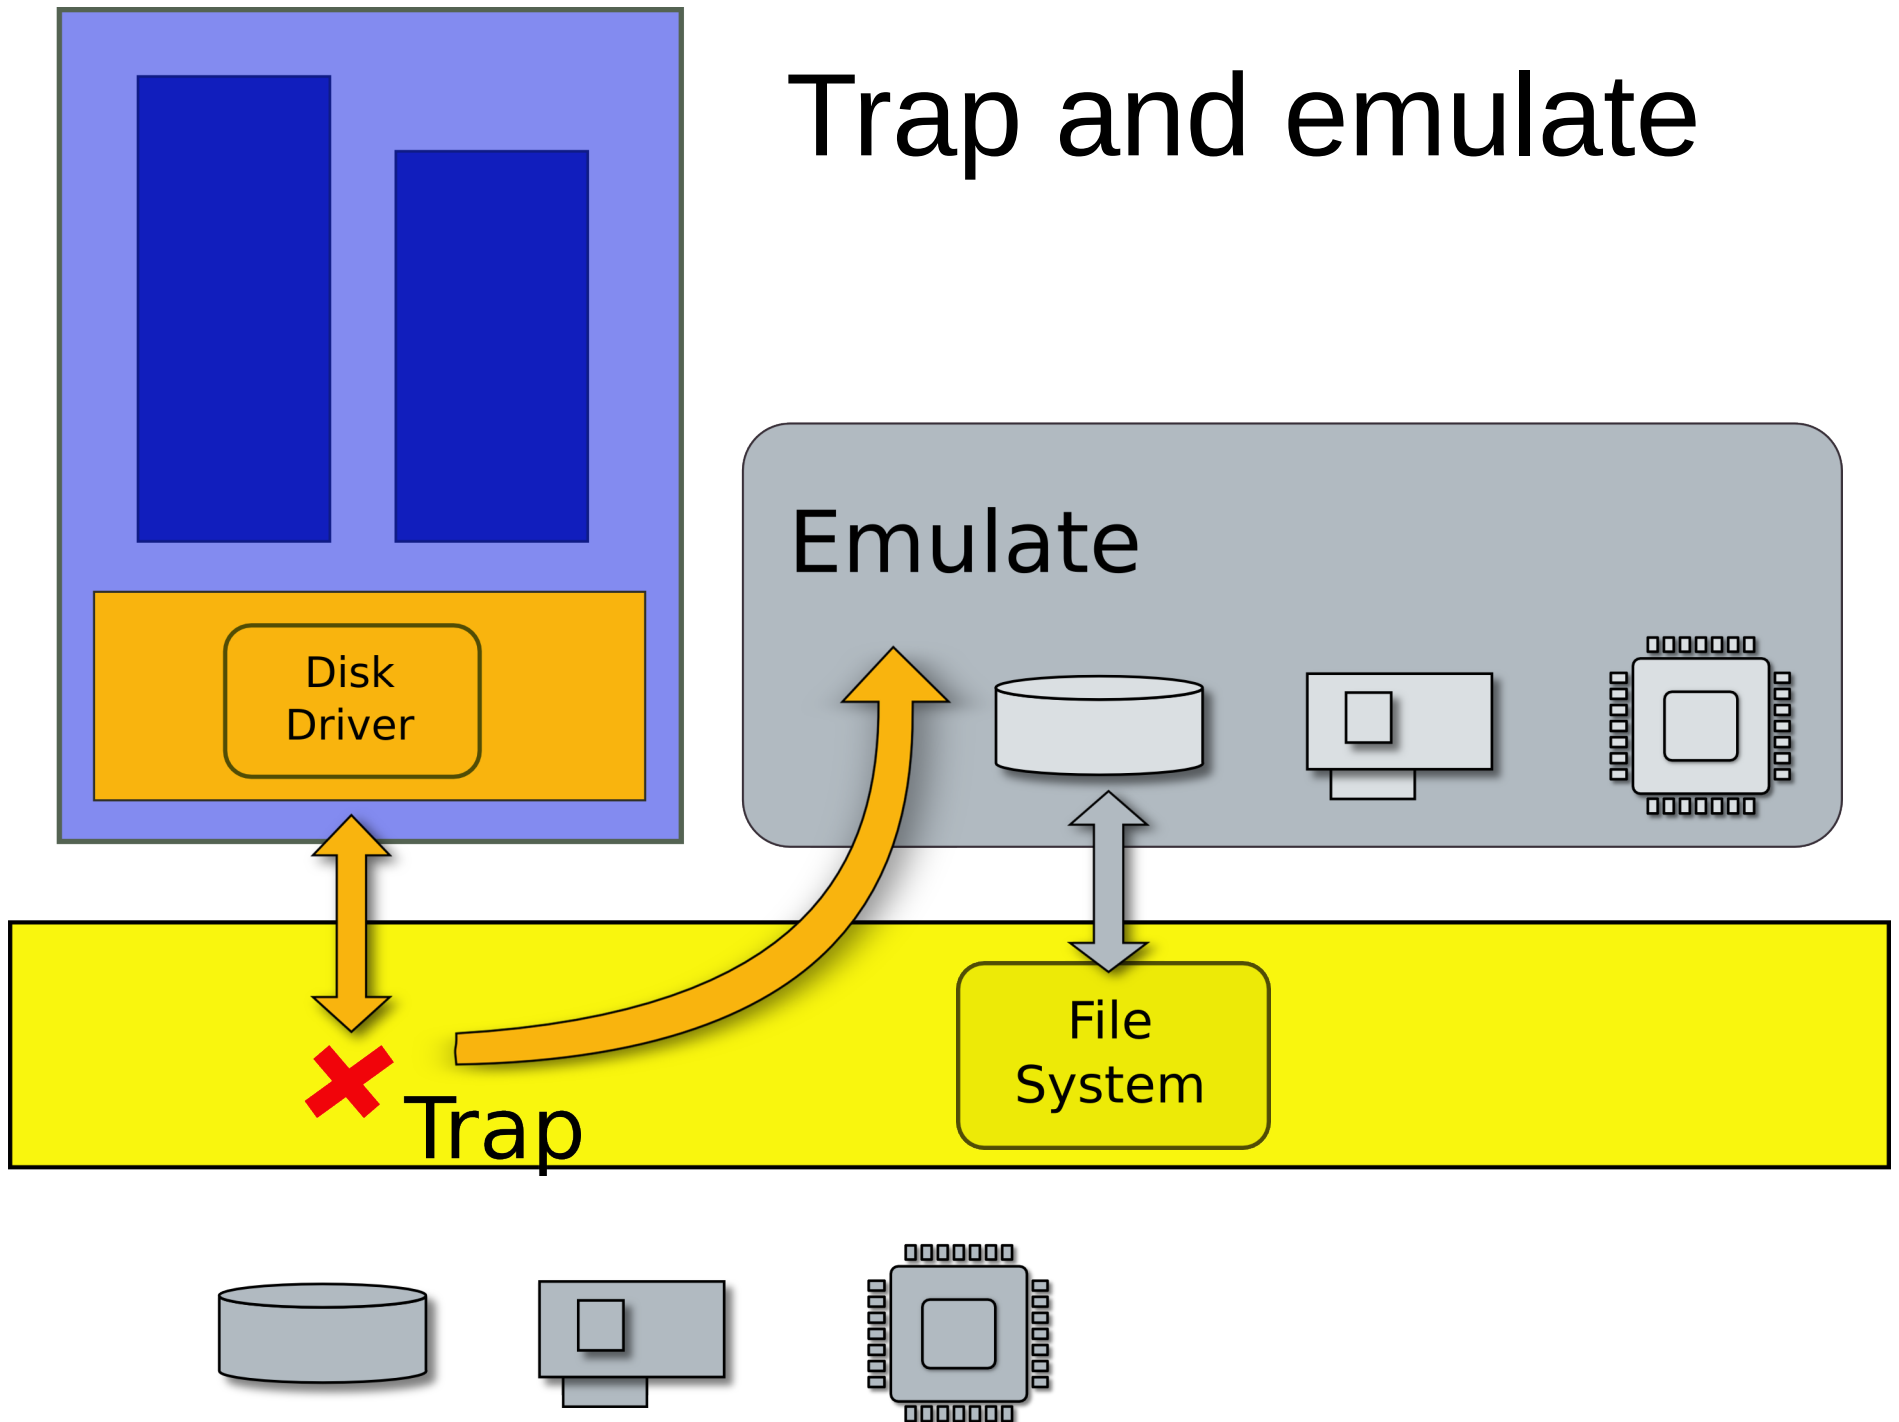 Trap and emulate
Emulate
Disk
Driver
File
System
Trap